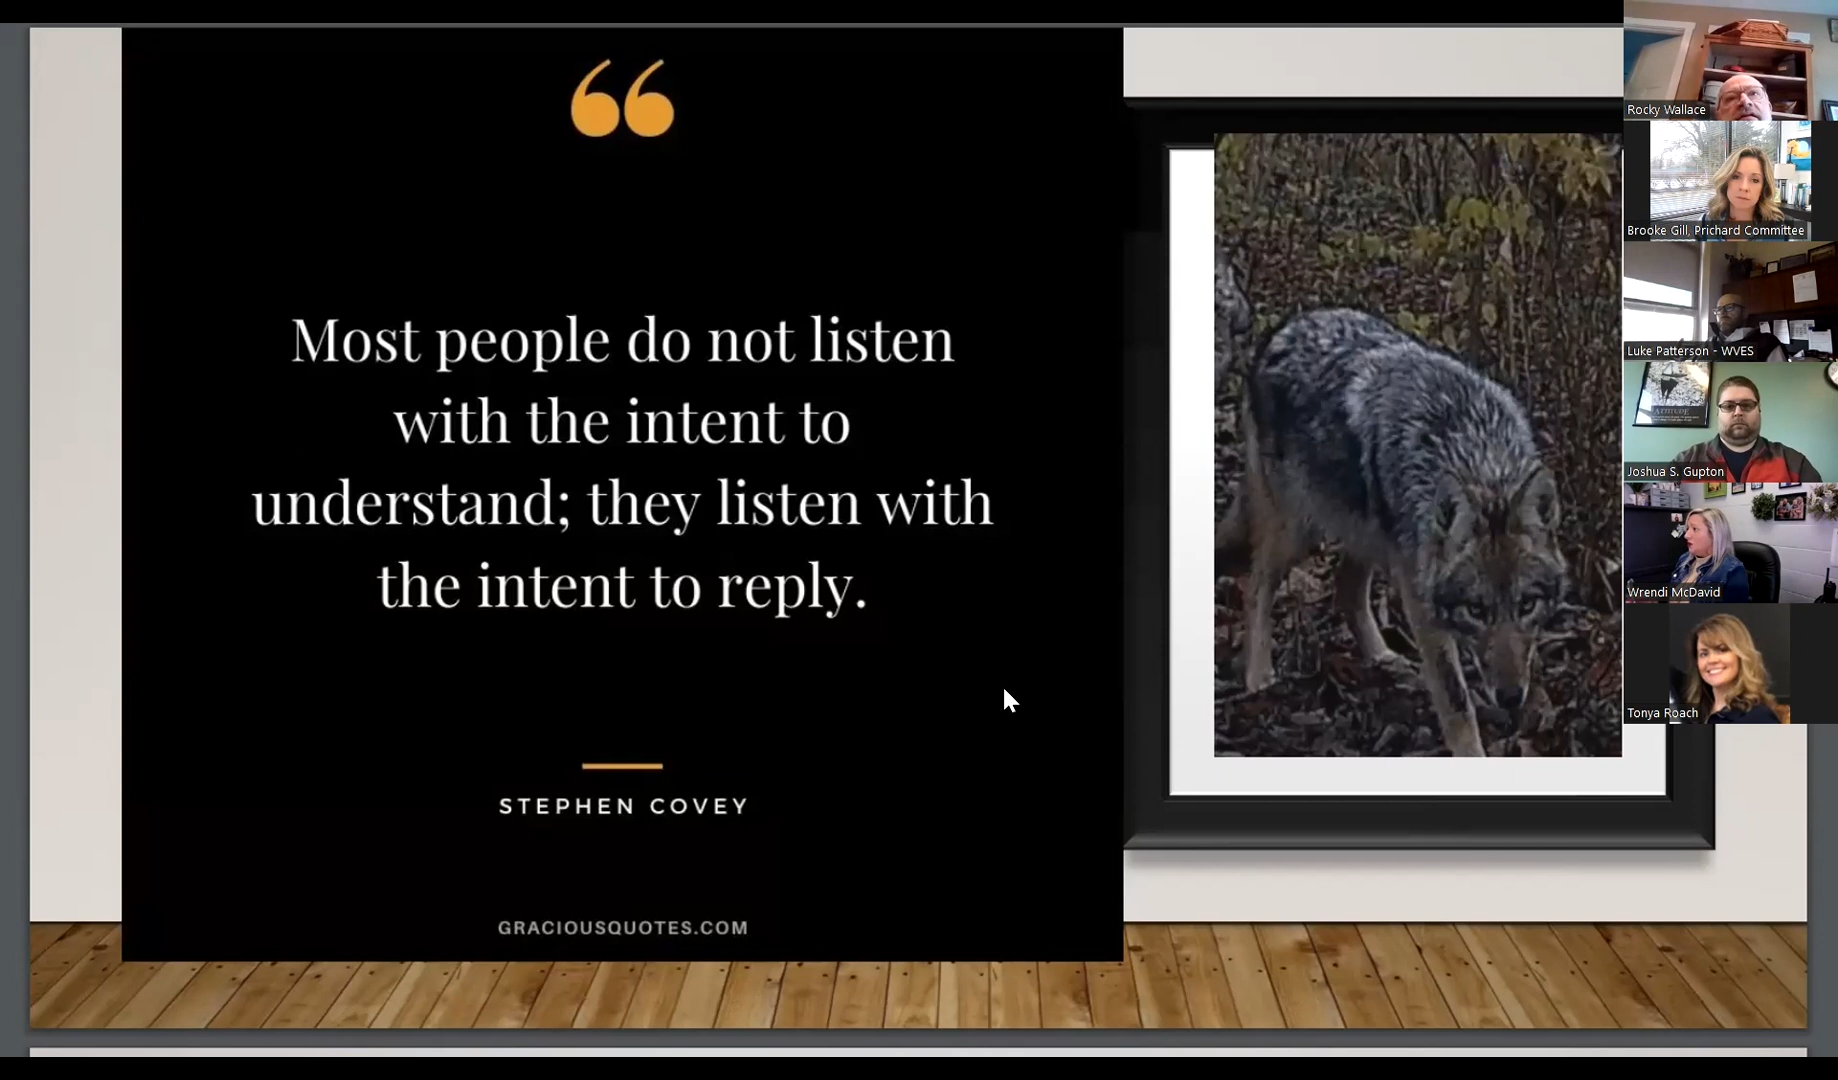 “
Most people do not listen
with the intent to
understand; they listen with
the intent to reply.
STEPHEN COVEY
GRACIOUSQUOTES.COM
Rocky Wallace
Brooke Gill, Prichard Committee
Luke Patterson - WVES
ATTITUDE
Joshua S. Gupton
Wrendi McDavid
Tonya Roach